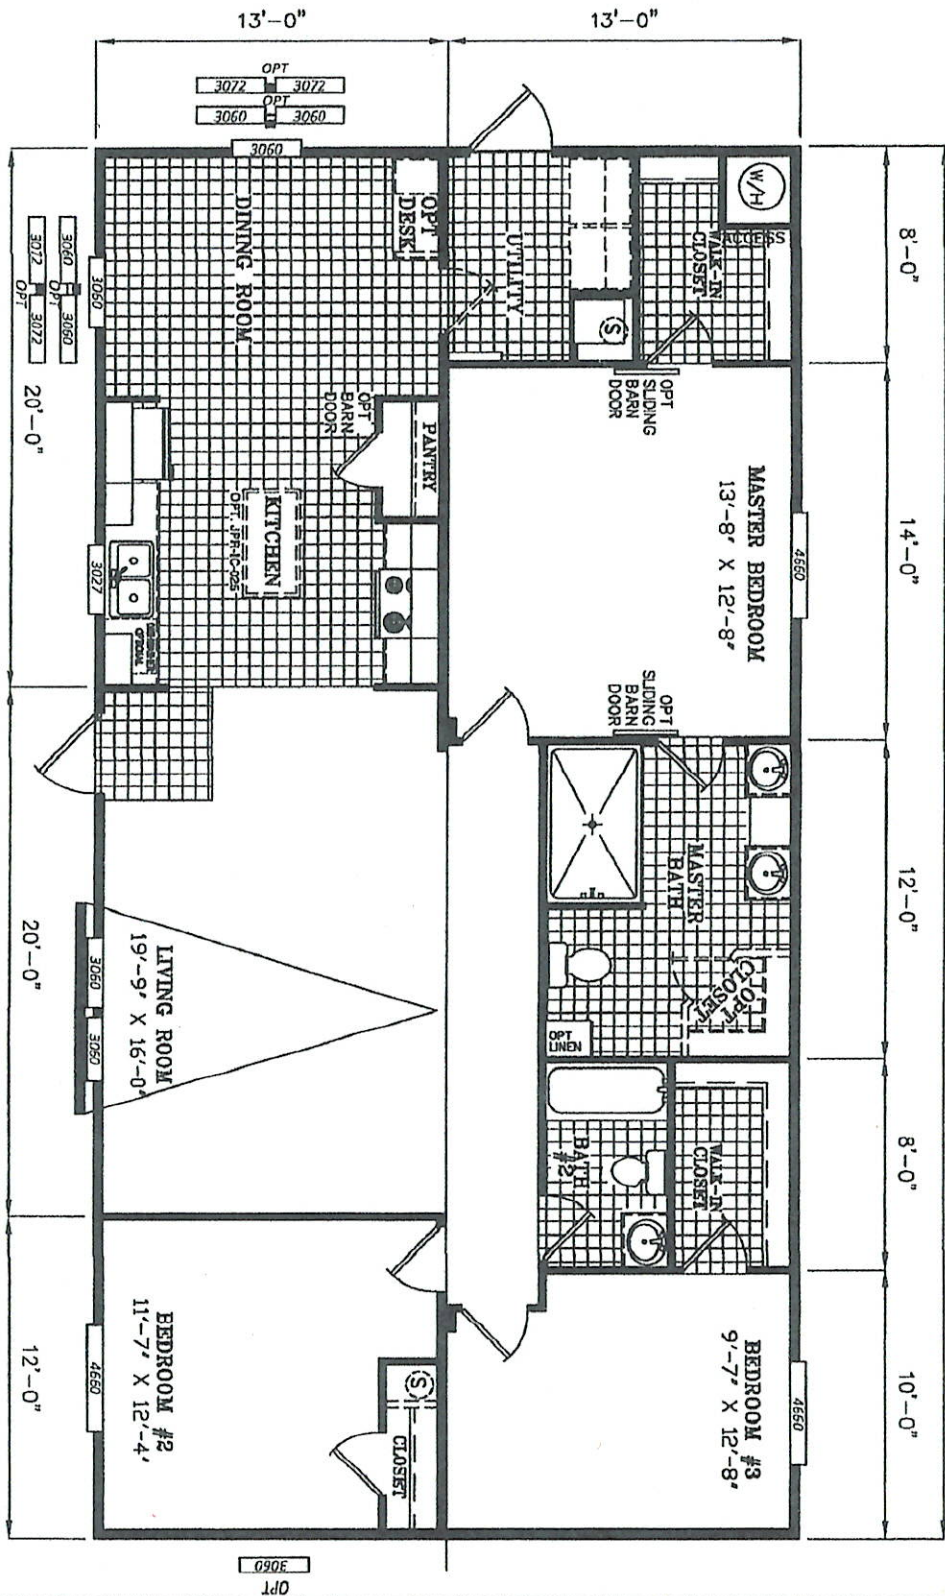 8'-0"
14'-0"
12'-0"
8'-0"
10'-0"
13'-0"
13'-0"
W/H
ACCESS
WALK-IN
CLOSET
UTILITY
S
OPT
DESK
DINING ROOM
3060
3060
3060
OPT
3072
3072
OPT
3060
3060
3060
OPT
3072
3072
OPT
OPT
SLIDING
BARN
DOOR
MASTER BEDROOM
13'-8" X 12'-8"
4660
OPT
SLIDING
BARN
DOOR
PANTRY
OPT
BARN
DOOR
KITCHEN
OPT. JPR-IC-026
3027
OPTIONAL
MASTER
BATH
OPT
CLOSET
OPT
LINEN
LIVING ROOM
19'-9" X 16'-0"
3060
3060
WALK-IN
CLOSET
BATH
#2
BEDROOM #3
9'-7" X 12'-8"
4660
BEDROOM #2
11'-7" X 12'-4'
4660
S
CLOSET
3060
OPT
20'-0"
20'-0"
12'-0"